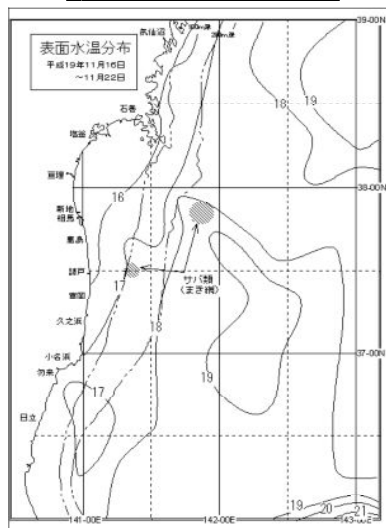 表面水温分布
平成19年11月16日
～11月22日
気仙沼
39-00N
石巻
塩釜
亘理
新地
相馬
鹿島
請戸
富岡
久之浜
小名浜
勿来
日立
38-00N
37-00N
サバ類
(まき網)
18
19
16
17
18
19
17
19
20
21
141-00E
142-00E
143-00E